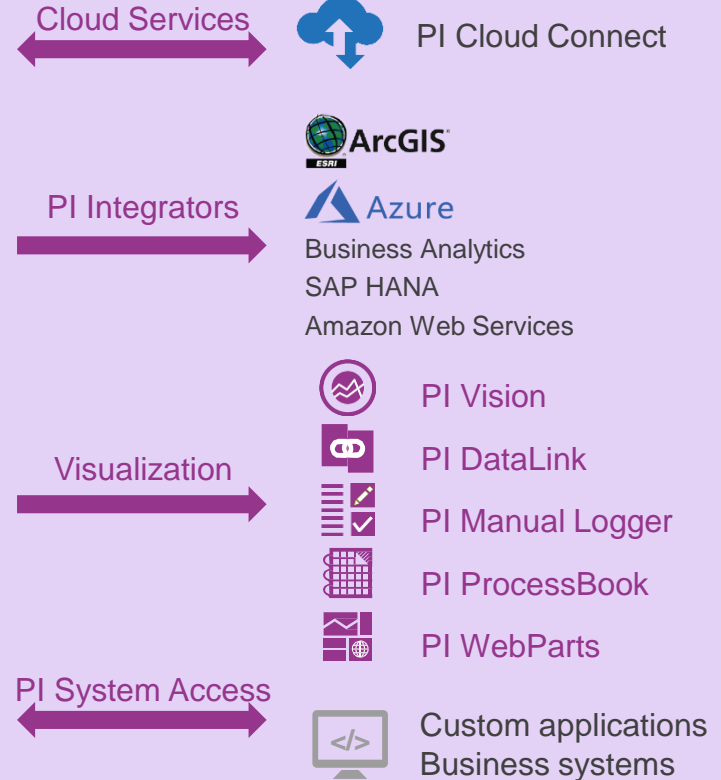 Cloud Services
PI Cloud Connect
ArcGIS
ESRI
PI Integrators
Azure
Business Analytics
SAP HANA
Amazon Web Services
PI Vision
Visualization
PI DataLink
PI Manual Logger
PI ProcessBook
PI WebParts
PI System Access
</>
Custom applications
Business systems